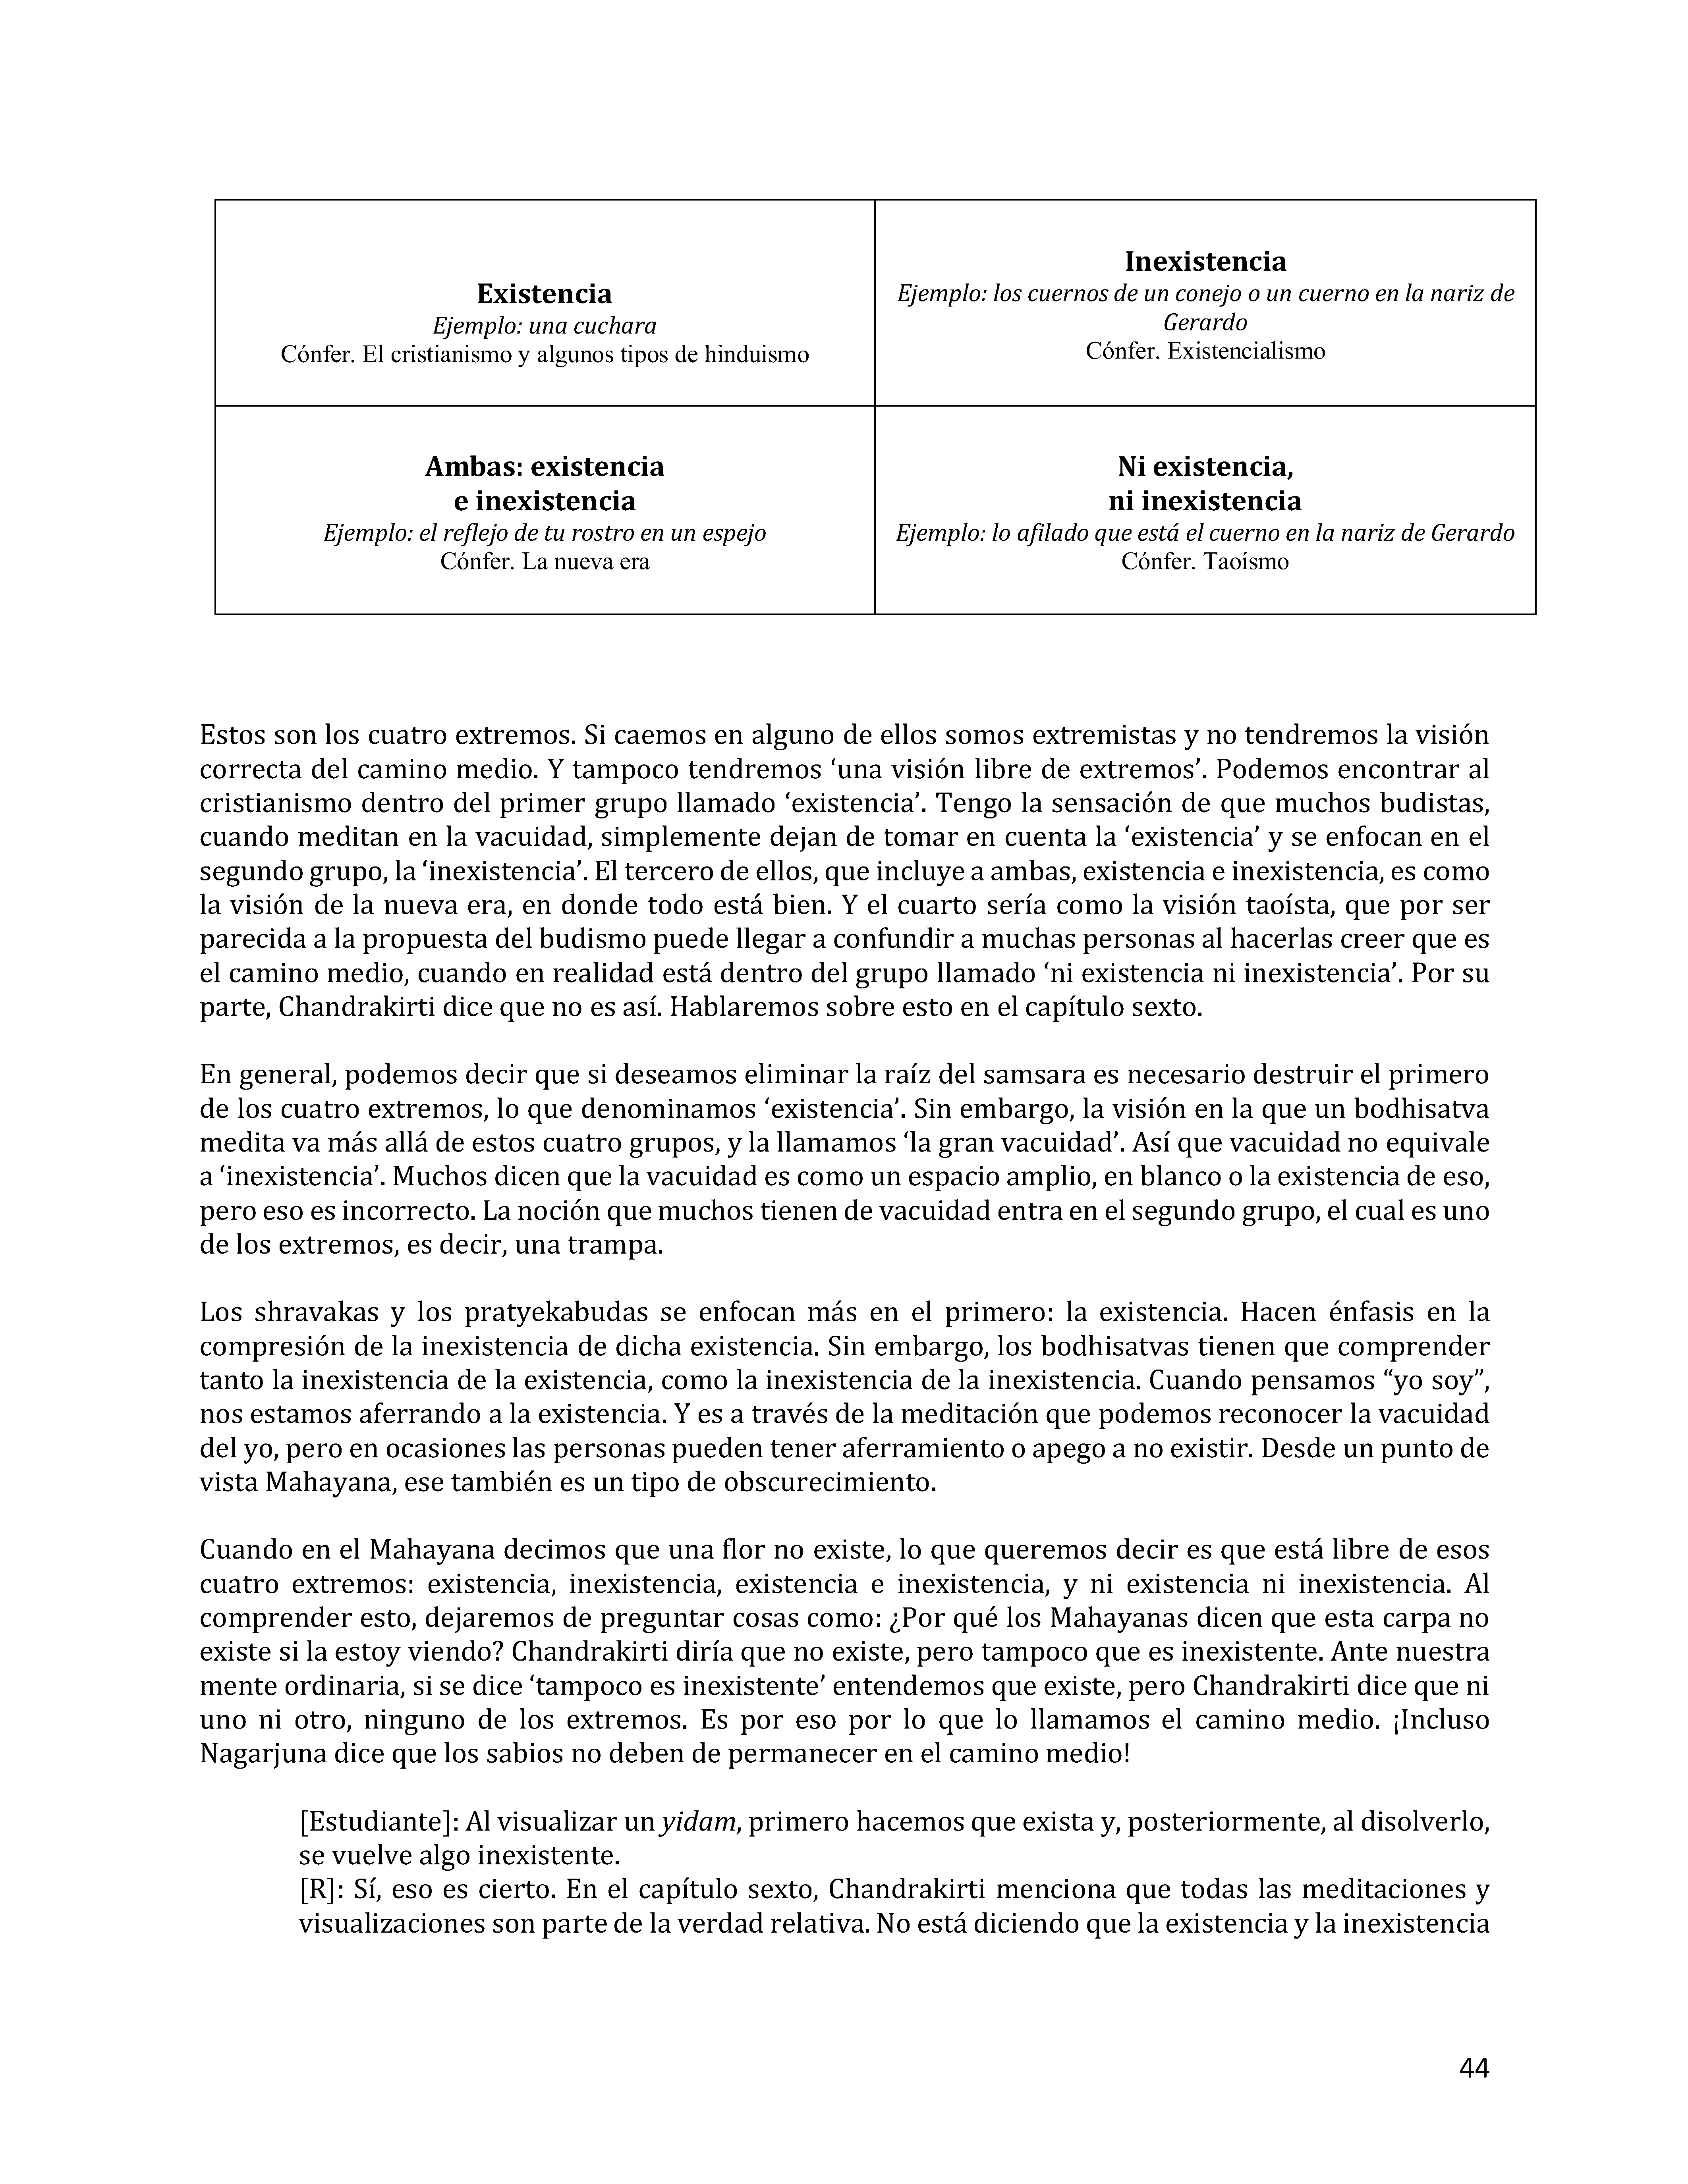 Existencia
Ejemplo: una cuchara
Cónfer. El cristianismo y algunos tipos de hinduismo
Inexistencia
Ejemplo: los cuernos de un conejo o un cuerno en la nariz de
Gerardo
Cónfer. Existencialismo
Ambas: existencia
e inexistencia
Ejemplo: el reflejo de tu rostro en un espejo
Cónfer. La nueva era
Ni existencia,
ni inexistencia
Ejemplo: lo afilado que está el cuerno en la nariz de Gerardo
Cónfer. Taoísmo
Estos son los cuatro extremos. Si caemos en alguno de ellos somos extremistas y no tendremos la visión
correcta del camino medio. Y tampoco tendremos ‘una visión libre de extremos’. Podemos encontrar al
cristianismo dentro del primer grupo llamado ‘existencia’. Tengo la sensación de que muchos budistas,
cuando meditan en la vacuidad, simplemente dejan de tomar en cuenta la ‘existencia’ y se enfocan en el
segundo grupo, la ‘inexistencia’. El tercero de ellos, que incluye a ambas, existencia e inexistencia, es como
la visión de la nueva era, en donde todo está bien. Y el cuarto sería como la visión taoísta, que por ser
parecida a la propuesta del budismo puede llegar a confundir a muchas personas al hacerlas creer que es
el camino medio, cuando en realidad está dentro del grupo llamado ‘ni existencia ni inexistencia’. Por su
parte, Chandrakirti dice que no es así. Hablaremos sobre esto en el capítulo sexto.
En general, podemos decir que si deseamos eliminar la raíz del samsara es necesario destruir el primero
de los cuatro extremos, lo que denominamos ‘existencia’. Sin embargo, la visión en la que un bodhisatva
medita va más allá de estos cuatro grupos, y la llamamos ‘la gran vacuidad’. Así que vacuidad no equivale
a ‘inexistencia’. Muchos dicen que la vacuidad es como un espacio amplio, en blanco o la existencia de eso,
pero eso es incorrecto. La noción que muchos tienen de vacuidad entra en el segundo grupo, el cual es uno
de los extremos, es decir, una trampa.
Los shravakas y los pratyekabudas se enfocan más en el primero: la existencia. Hacen énfasis en la
compresión de la inexistencia de dicha existencia. Sin embargo, los bodhisatvas tienen que comprender
tanto la inexistencia de la existencia, como la inexistencia de la inexistencia. Cuando pensamos “yo soy”,
nos estamos aferrando a la existencia. Y es a través de la meditación que podemos reconocer la vacuidad
del yo, pero en ocasiones las personas pueden tener aferramiento o apego a no existir. Desde un punto de
vista Mahayana, ese también es un tipo de obscurecimiento.
Cuando en el Mahayana decimos que una flor no existe, lo que queremos decir es que está libre de esos
cuatro extremos: existencia, inexistencia, existencia e inexistencia, y ni existencia ni inexistencia. Al
comprender esto, dejaremos de preguntar cosas como: ¿Por qué los Mahayanas dicen que esta carpa no
existe si la estoy viendo? Chandrakirti diría que no existe, pero tampoco que es inexistente. Ante nuestra
mente ordinaria, si se dice ‘tampoco es inexistente’ entendemos que existe, pero Chandrakirti dice que ni
uno ni otro, ninguno de los extremos. Es por eso por lo que lo llamamos el camino medio. ¡Incluso
Nagarjuna dice que los sabios no deben de permanecer en el camino medio!
[Estudiante]: Al visualizar un yidam, primero hacemos que exista y, posteriormente, al disolverlo,
se vuelve algo inexistente.
[R]: Sí, eso es cierto. En el capítulo sexto, Chandrakirti menciona que todas las meditaciones y
visualizaciones son parte de la verdad relativa. No está diciendo que la existencia y la inexistencia
44